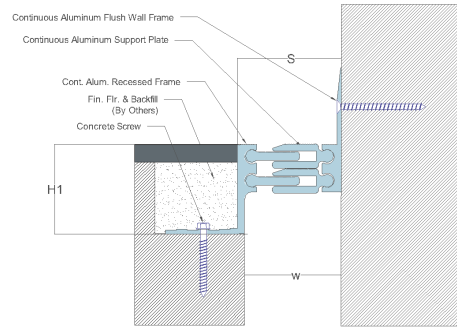 Continuous Aluminum Flush Wall Frame
Continuous Aluminum Support Plate
S
Cont. Alum. Recessed Frame
Fin. Flr. & Backfill
(By Others)
Concrete Screw
H1
W